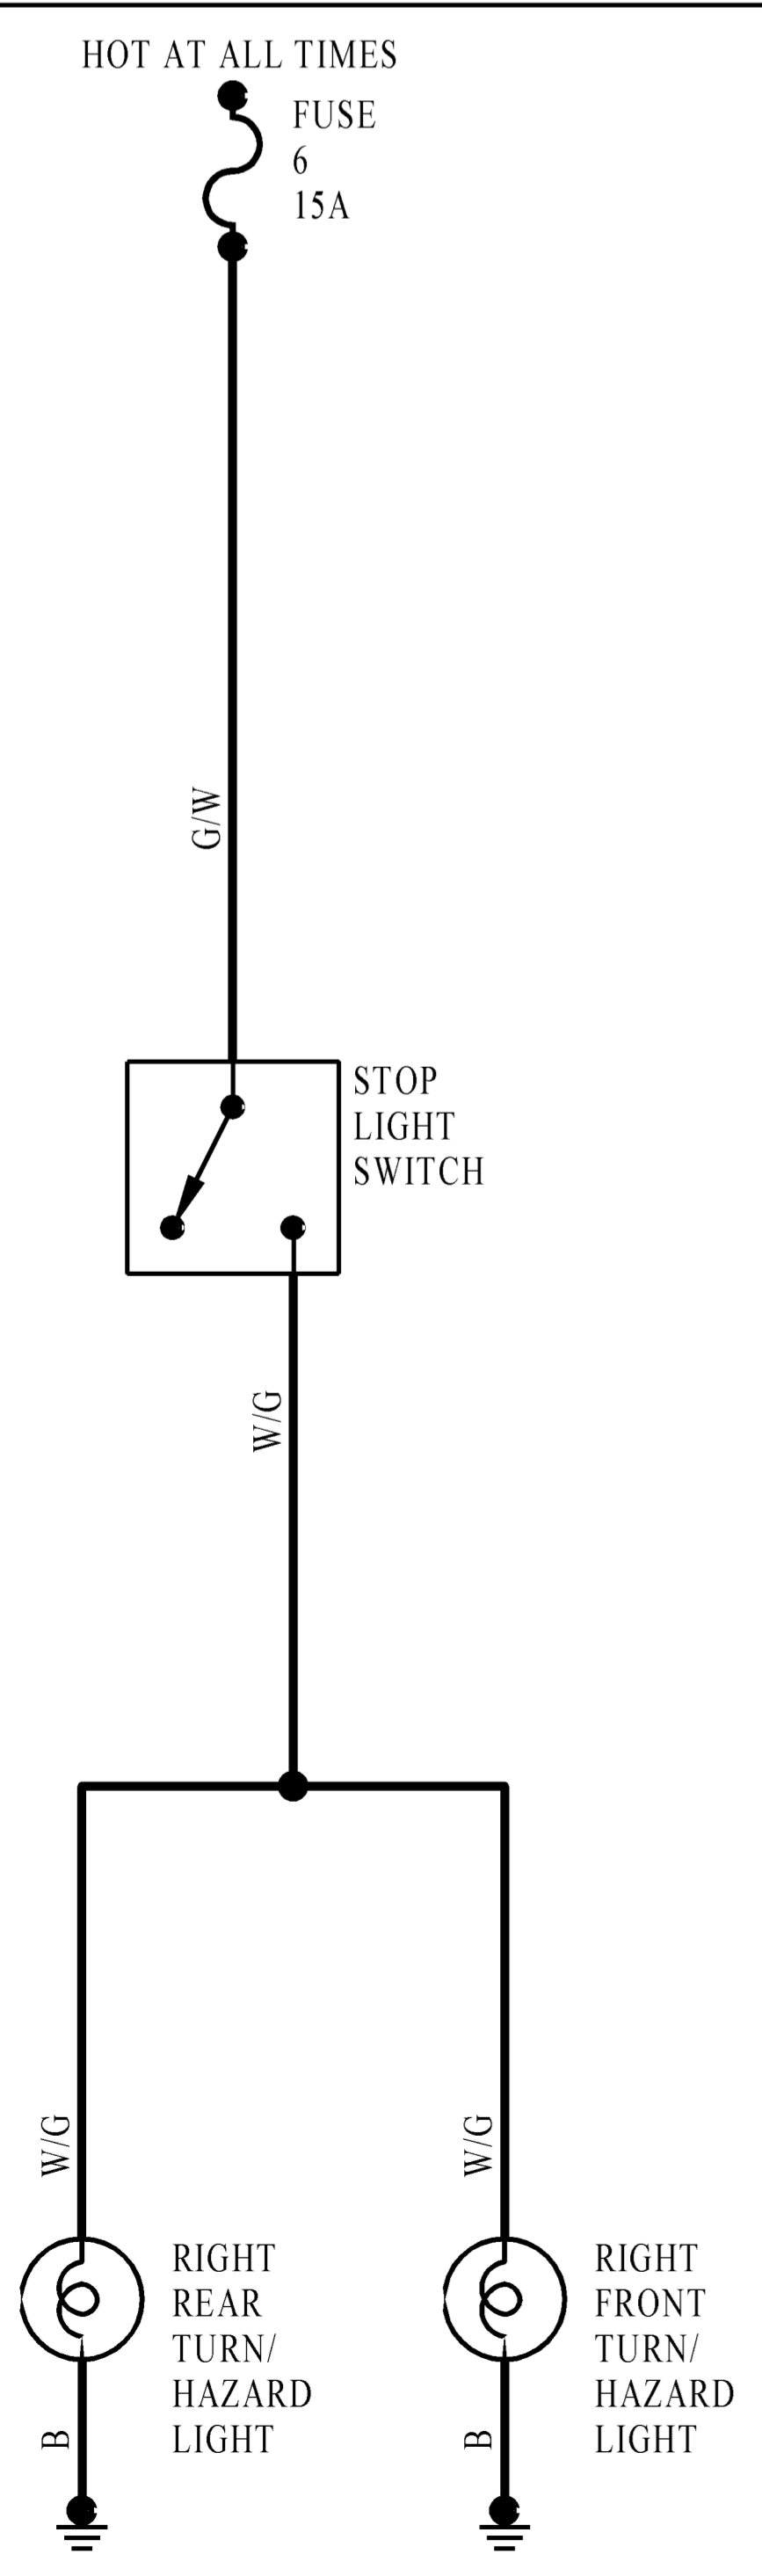 HOT AT ALL TIMES
FUSE
6
15A
G/W
STOP
LIGHT
SWITCH
W/G
W/G
W/G
RIGHT
REAR
TURN/
HAZARD
LIGHT
RIGHT
FRONT
TURN/
HAZARD
LIGHT
B
B